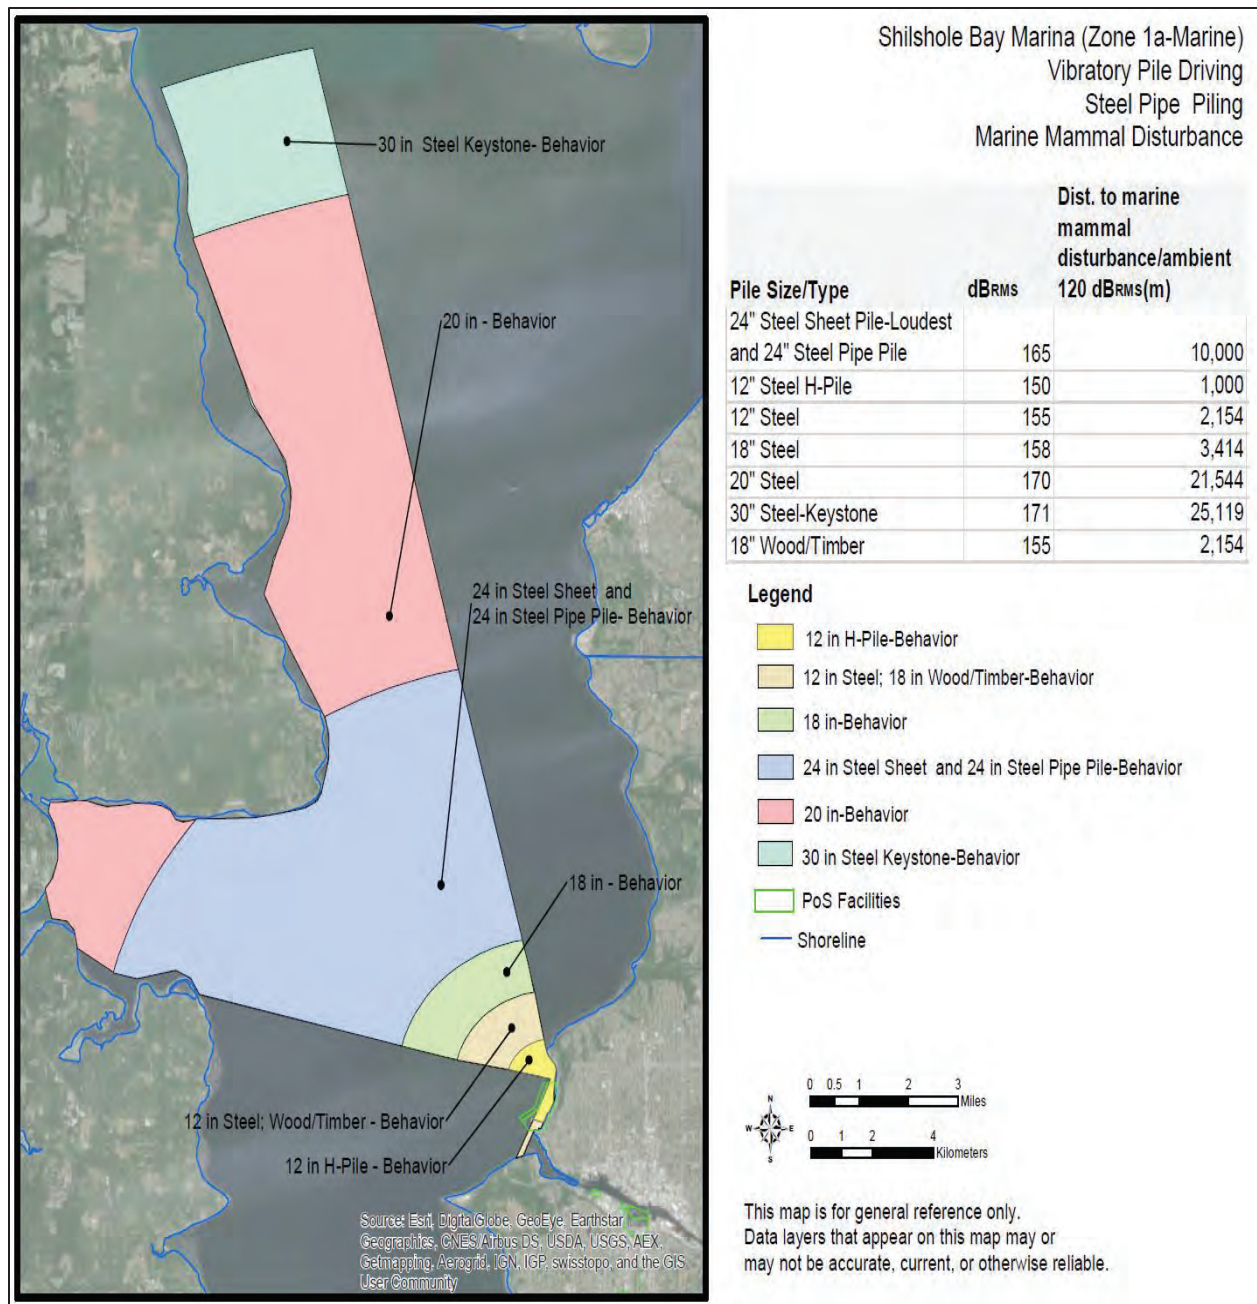 Shilshole Bay Marina (Zone 1a-Marine)
Vibratory Pile Driving
Steel Pipe Piling
Marine Mammal Disturbance
30 in Steel Keystone- Behavior
20 in - Behavior
24 in Steel Sheet and
24 in Steel Pipe Pile- Behavior
18 in - Behavior
12 in Steel; Wood/Timber - Behavior
12 in H-Pile - Behavior
Source: Esri, DigitalGlobe, GeoEye, Earthstar
Geographics, CNES/Airbus DS, USDA, USGS, AEX,
Getmapping, Aerogrid, IGN, IGP, swisstopo, and the GIS
User Community
Dist. to marine
mammal
disturbance/ambient
Pile Size/Type dBRMS 120 dBRMS(m)
24" Steel Sheet Pile-Loudest
and 24" Steel Pipe Pile 165 10,000
12" Steel H-Pile 150 1,000
12" Steel 155 2,154
18" Steel 158 3,414
20" Steel 170 21,544
30" Steel-Keystone 171 25,119
18" Wood/Timber 155 2,154
Legend
12 in H-Pile-Behavior
12 in Steel; 18 in Wood/Timber-Behavior
18 in-Behavior
24 in Steel Sheet and 24 in Steel Pipe Pile-Behavior
20 in-Behavior
30 in Steel Keystone-Behavior
PoS Facilities
Shoreline
N
W E
S
0 0.5 1 2 3
Miles
0 1 2 4
Kilometers
This map is for general reference only.
Data layers that appear on this map may or
may not be accurate, current, or otherwise reliable.